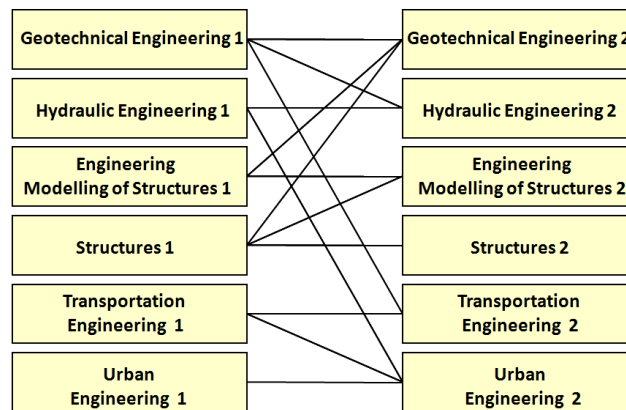 Geotechnical Engineering 1
Geotechnical Engineering 2
Hydraulic Engineering 1
Hydraulic Engineering 2
Engineering
Modelling of Structures 1
Engineering
Modelling of Structures 2
Structures 1
Structures 2
Transportation
Engineering 1
Transportation
Engineering 2
Urban
Engineering 1
Urban
Engineering 2